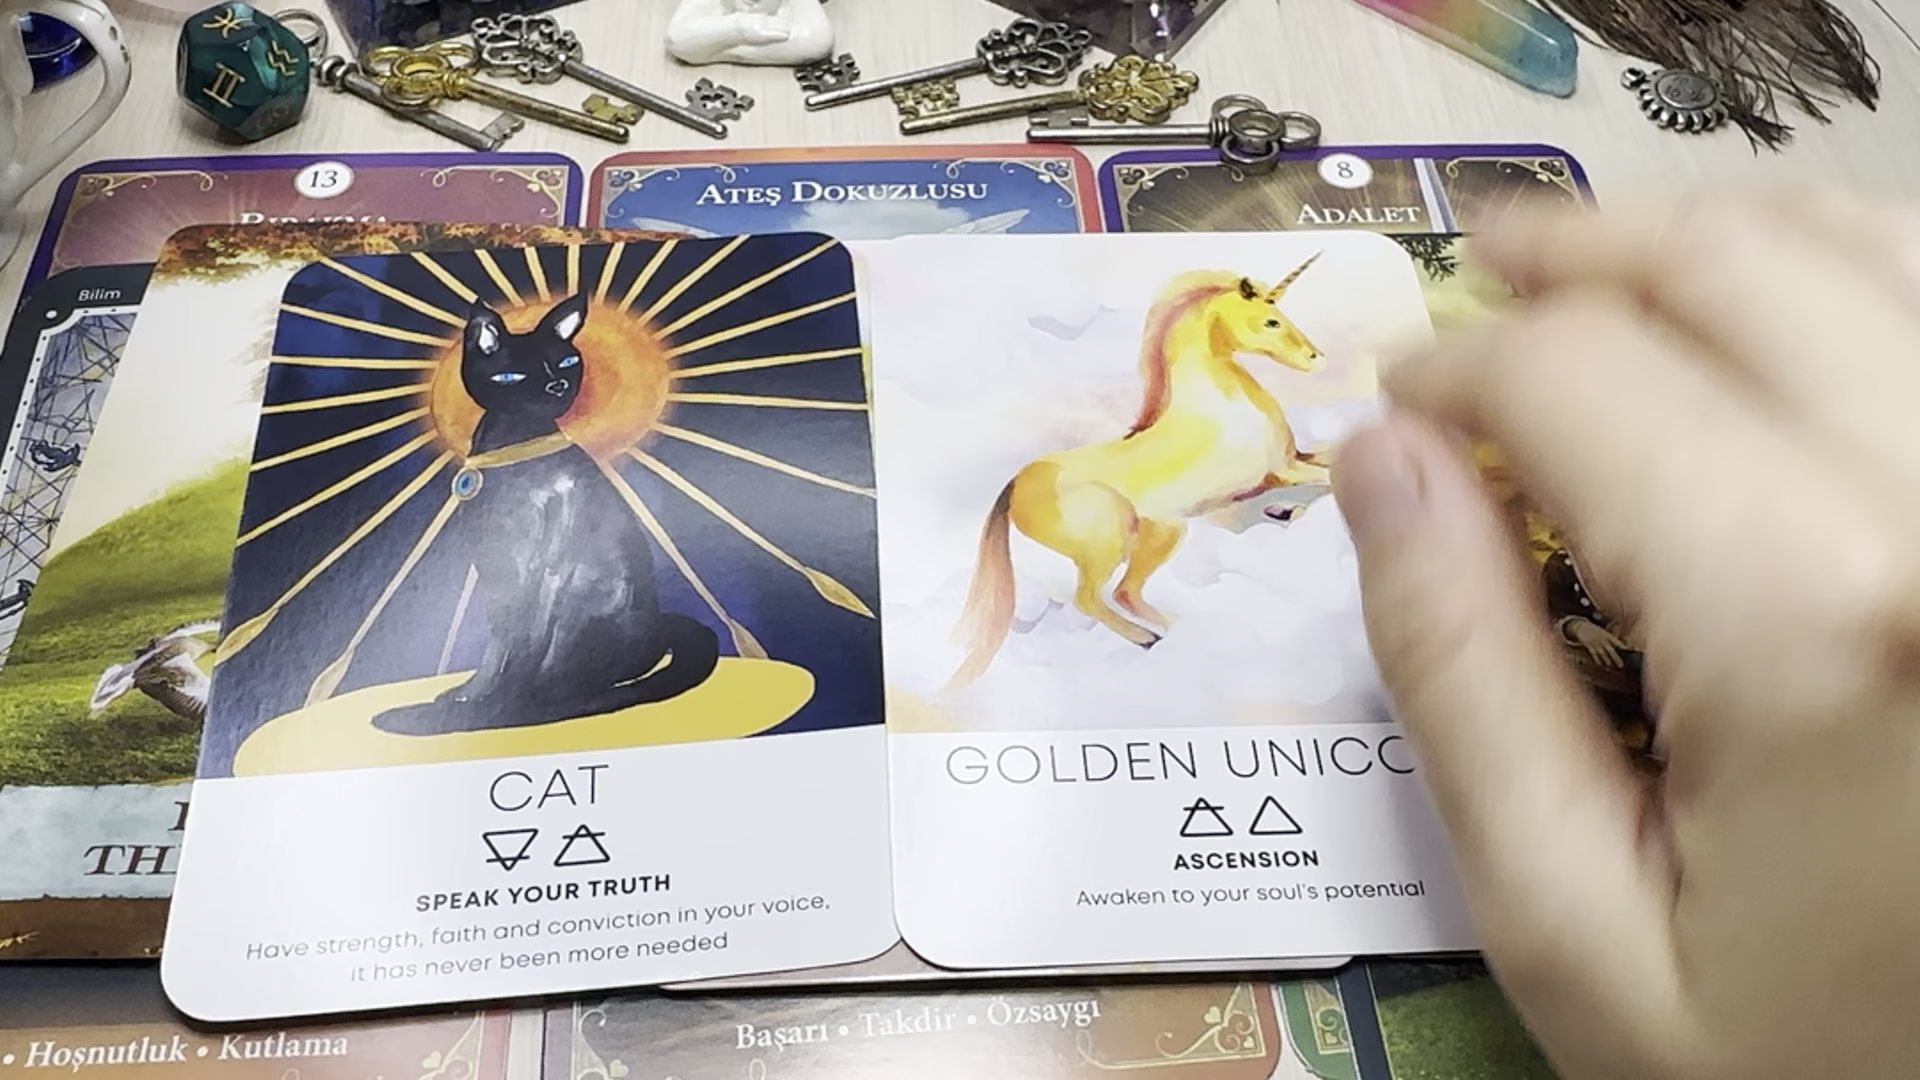 13
ATEŞ DOKUZLUSU
8
ADALET
Bilim
TH
CAT
SPEAK YOUR TRUTH
Have strength, faith and conviction in your voice,
it has never been more needed
GOLDEN UNICO
ASCENSION
Awaken to your soul's potential
• Hoşnutluk • Kutlama
Başarı • Takdir • Özsaygı